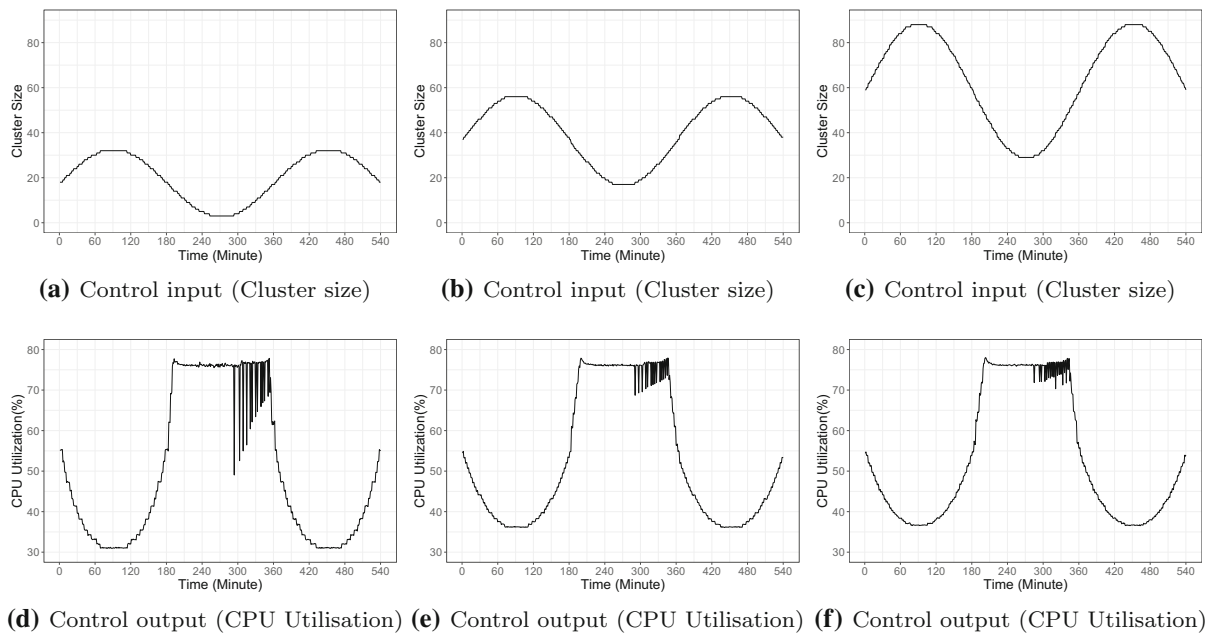 80
60
40
20
0
Cluster Size
0 60 120 180 240 300 360 420 480 540
Time (Minute)
(a) Control input (Cluster size)
80
60
40
20
0
Cluster Size
0 60 120 180 240 300 360 420 480 540
Time (Minute)
(b) Control input (Cluster size)
80
60
40
20
0
Cluster Size
0 60 120 180 240 300 360 420 480 540
Time (Minute)
(c) Control input (Cluster size)
80
70
60
50
40
30
CPU Utilization(%)
0 60 120 180 240 300 360 420 480 540
Time (Minute)
(d) Control output (CPU Utilisation)
80
70
60
50
40
30
CPU Utilization(%)
0 60 120 180 240 300 360 420 480 540
Time (Minute)
(e) Control output (CPU Utilisation)
80
70
60
50
40
30
CPU Utilization(%)
0 60 120 180 240 300 360 420 480 540
Time (Minute)
(f) Control output (CPU Utilisation)